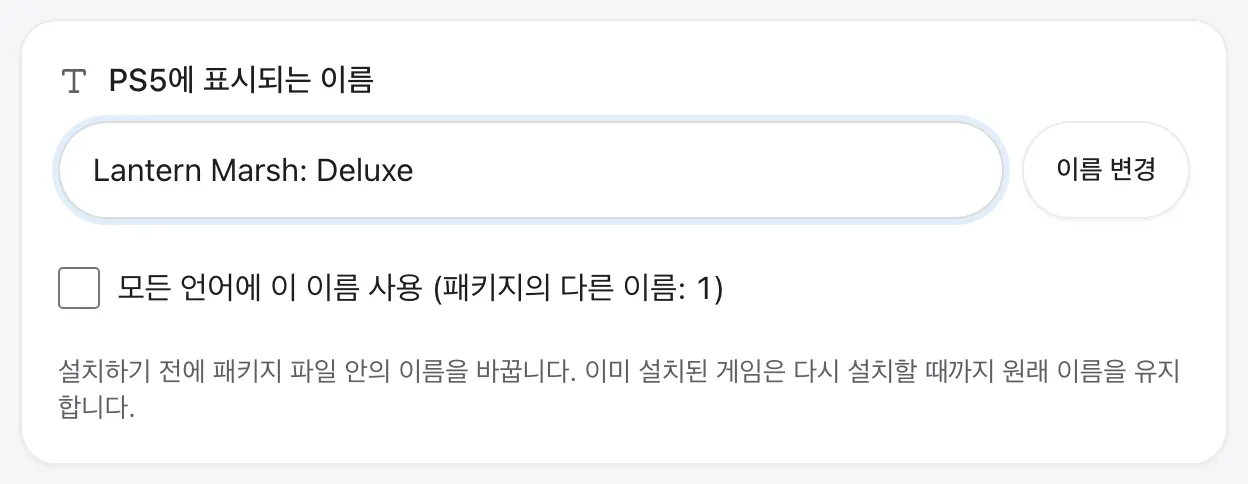 PS5에 표시되는 이름
Lantern Marsh: Deluxe
이름 변경
모든 언어에 이 이름 사용 (패키지의 다른 이름: 1)
설치하기 전에 패키지 파일 안의 이름을 바꿉니다. 이미 설치된 게임은 다시 설치할 때까지 원래 이름을 유지
합니다.